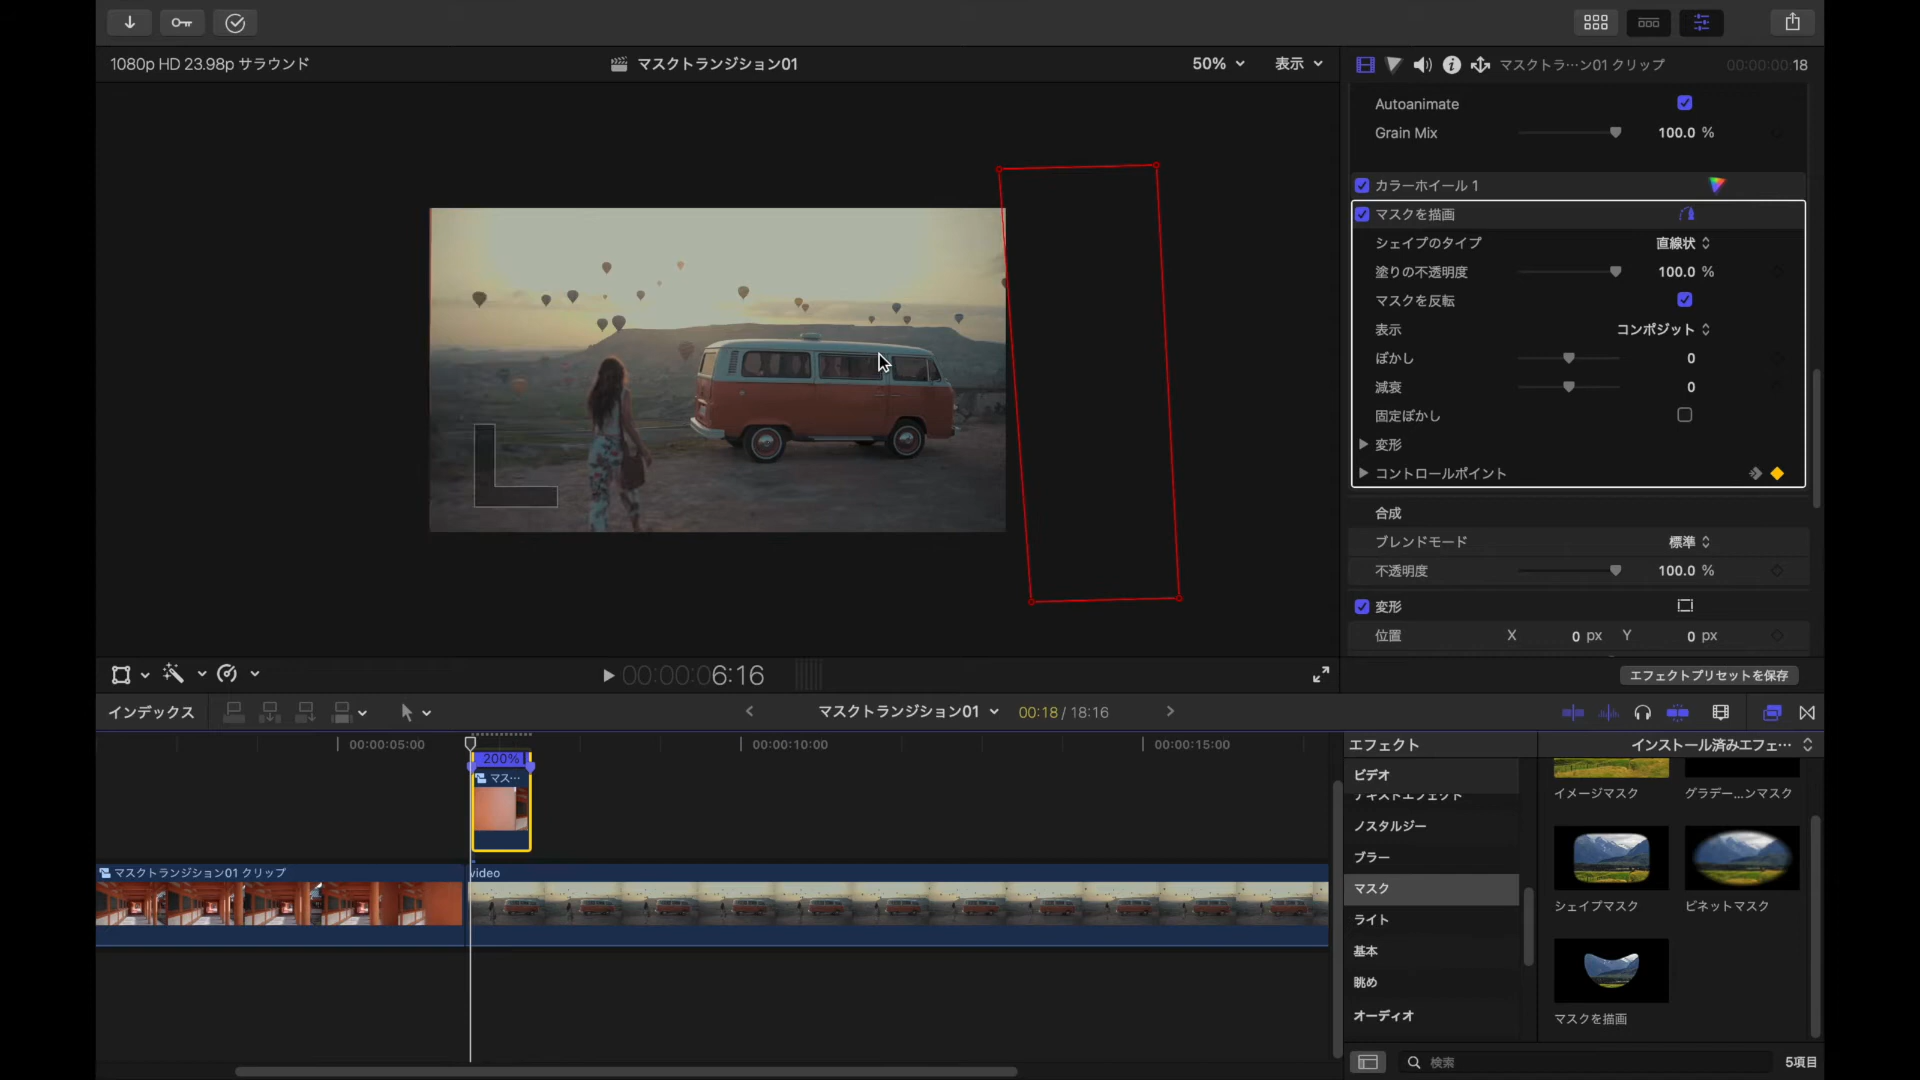 1080p HD 23.98p サラウンド
マスクトランジション01
50%
表示
マスクトラ…ン01 クリップ
00:00:00:18
Autoanimate
Grain Mix
100.0 %
カラーホイール 1
マスクを描画
シェイプのタイプ
直線状
塗りの不透明度
100.0 %
マスクを反転
表示
コンポジット
ぼかし
0
減衰
0
固定ぼかし
変形
コントロールポイント
合成
ブレンドモード
標準
不透明度
100.0 %
変形
位置
X
0 px
Y
0 px
00:00:06:16
エフェクトプリセットを保存
インデックス
マスクトランジション01
00:18 / 18:16
00:00:05:00
00:00:10:00
00:00:15:00
200%
マス…
マスクトランジション01 クリップ
video
エフェクト
インストール済みエフェ…
ビデオ
テキストエフェクト
ノスタルジー
ブラー
マスク
ライト
基本
眺め
オーディオ
イメージマスク
グラデー…ンマスク
シェイプマスク
ビネットマスク
マスクを描画
検索
5項目